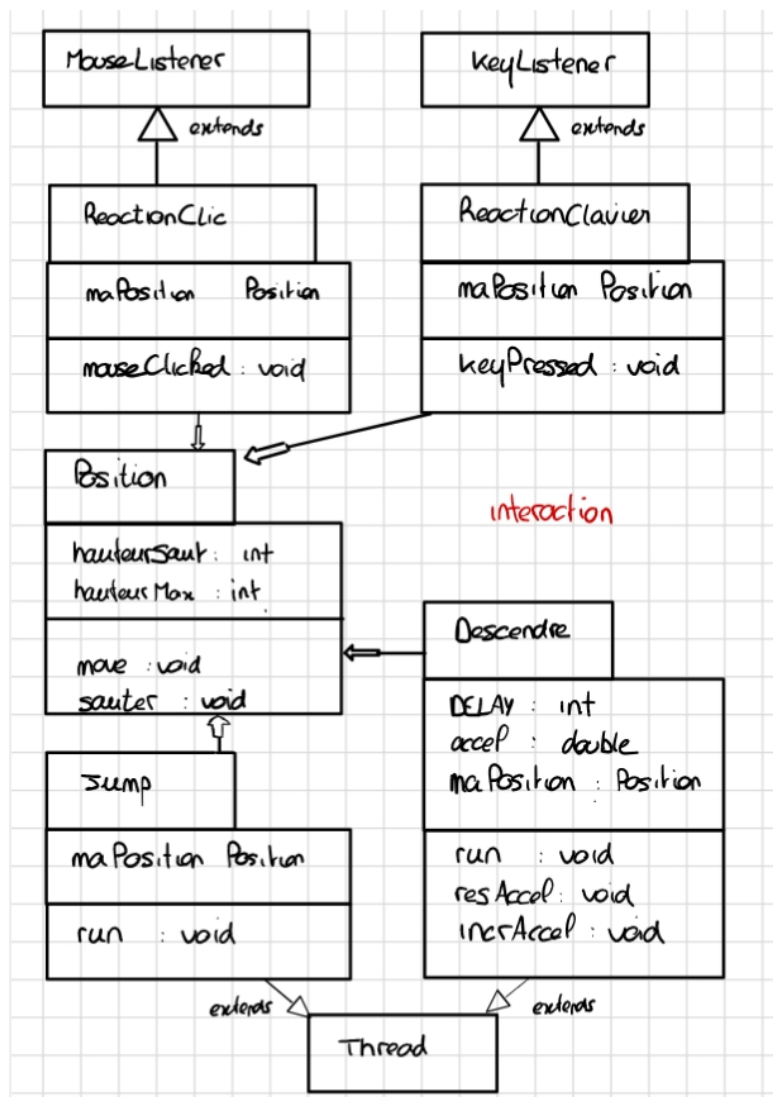 MouseListener
KeyListener
extends
extends
ReactionClic
ReactionClavier
maPosition Position
maPosition Position
mouseClicked : void
keyPressed : void
Position
interaction
hauteurSaut : int
hauteurMax : int
Descendre
move : void
sauter : void
DELAY : int
accel : double
maPosition : Position
Jump
maPosition Position
run : void
resAccel : void
incrAccel : void
run : void
extends
extends
Thread